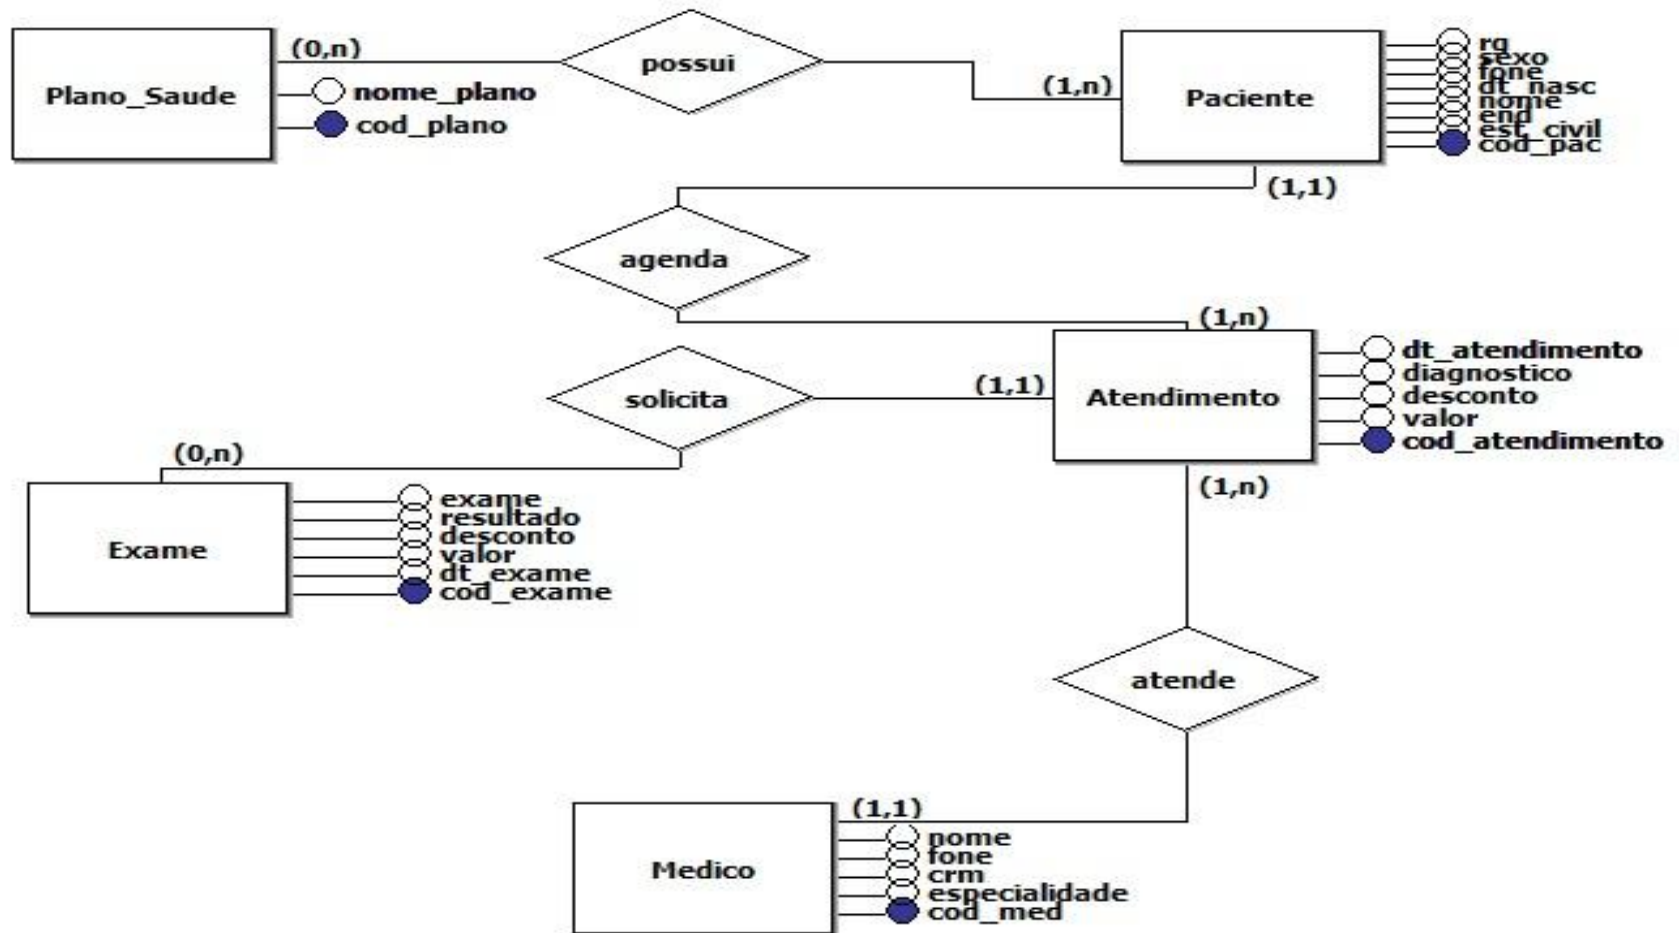 (0,n)
possui
Plano_Saude
nome_plano
cod_plano
(1,n)
Paciente
rg
sexo
fone
dt_nasc
nome
end
est_civil
cod_pac
(1,1)
agenda
(1,n)
solicita
(1,1)
Atendimento
dt_atendimento
diagnostico
desconto
valor
cod_atendimento
(0,n)
(1,n)
Exame
exame
resultado
desconto
valor
dt_exame
cod_exame
atende
(1,1)
Medico
nome
fone
crm
especialidade
cod_med